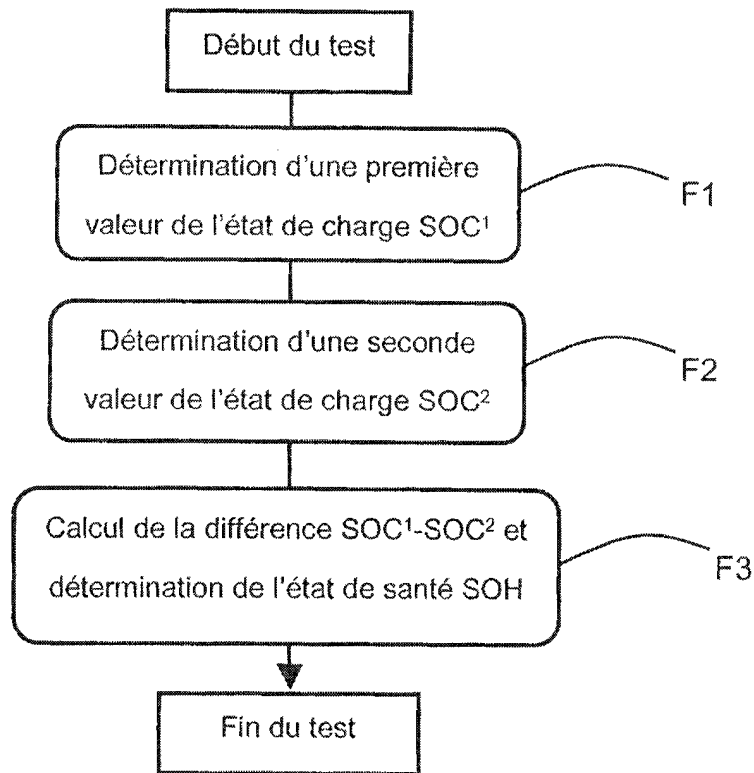 Début du test
Détermination d'une première
valeur de l'état de charge SOC¹
F1
Détermination d'une seconde
valeur de l'état de charge SOC²
F2
Calcul de la différence SOC¹-SOC² et
détermination de l'état de santé SOH
F3
Fin du test